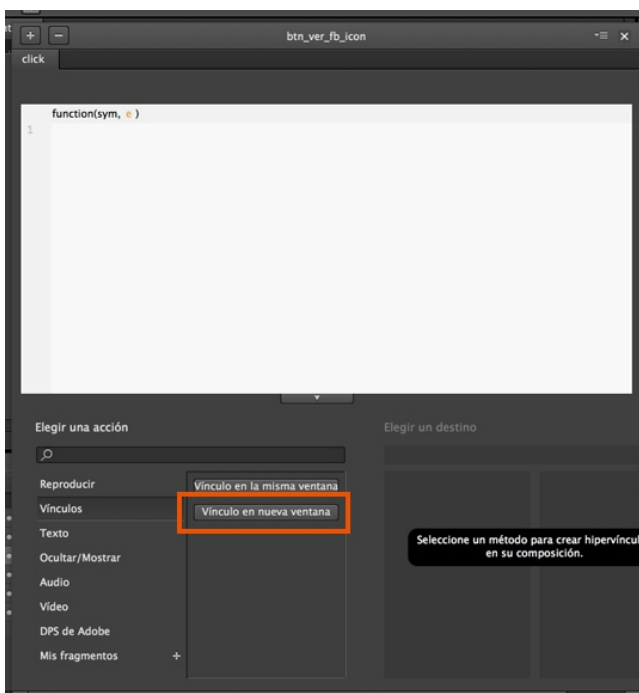 btn_ver_fb_icon
click
function(sym, e )
1
Elegir una acción
Elegir un destino
Reproducir
Vínculos
Texto
Ocultar/Mostrar
Audio
Vídeo
DPS de Adobe
Mis fragmentos +
Vínculo en la misma ventana
Vínculo en nueva ventana
Seleccione un método para crear hipervíncul
en su composición.